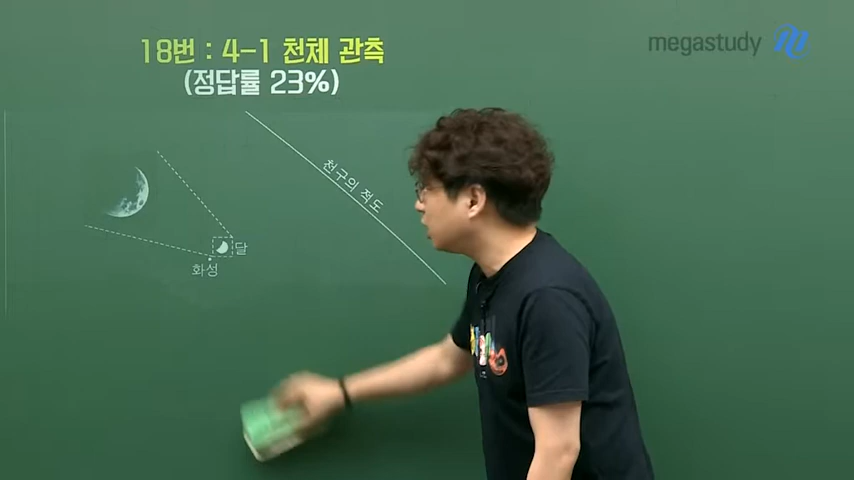 18번 : 4-1 천체 관측
(정답률 23%)
megastudy
천구의 적도
달
화성